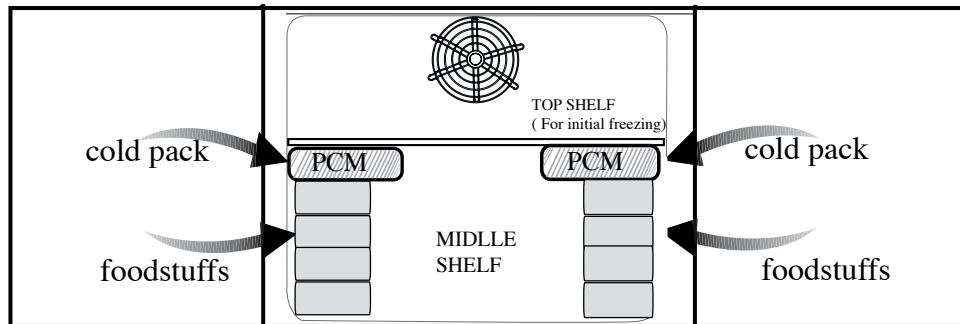 TOP SHELF
( For initial freezing)
cold pack
PCM
PCM
cold pack
MIDLLE
SHELF
foodstuffs
foodstuffs